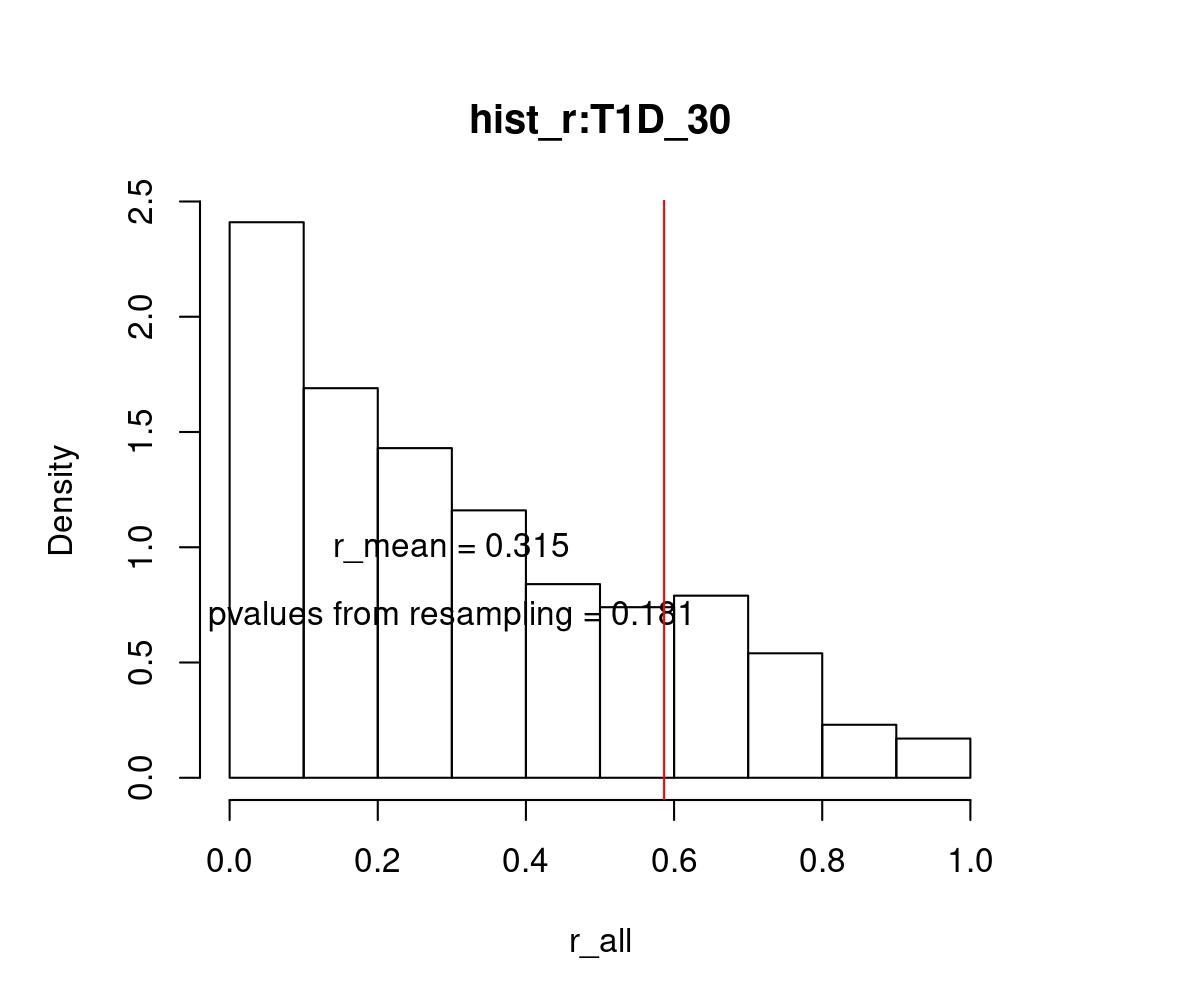 hist_r:T1D_30
2.5
2.0
1.5
1.0
0.5
0.0
Density
r_mean = 0.315
pvalues from resampling = 0.181
0.0 0.2 0.4 0.6 0.8 1.0
r_all